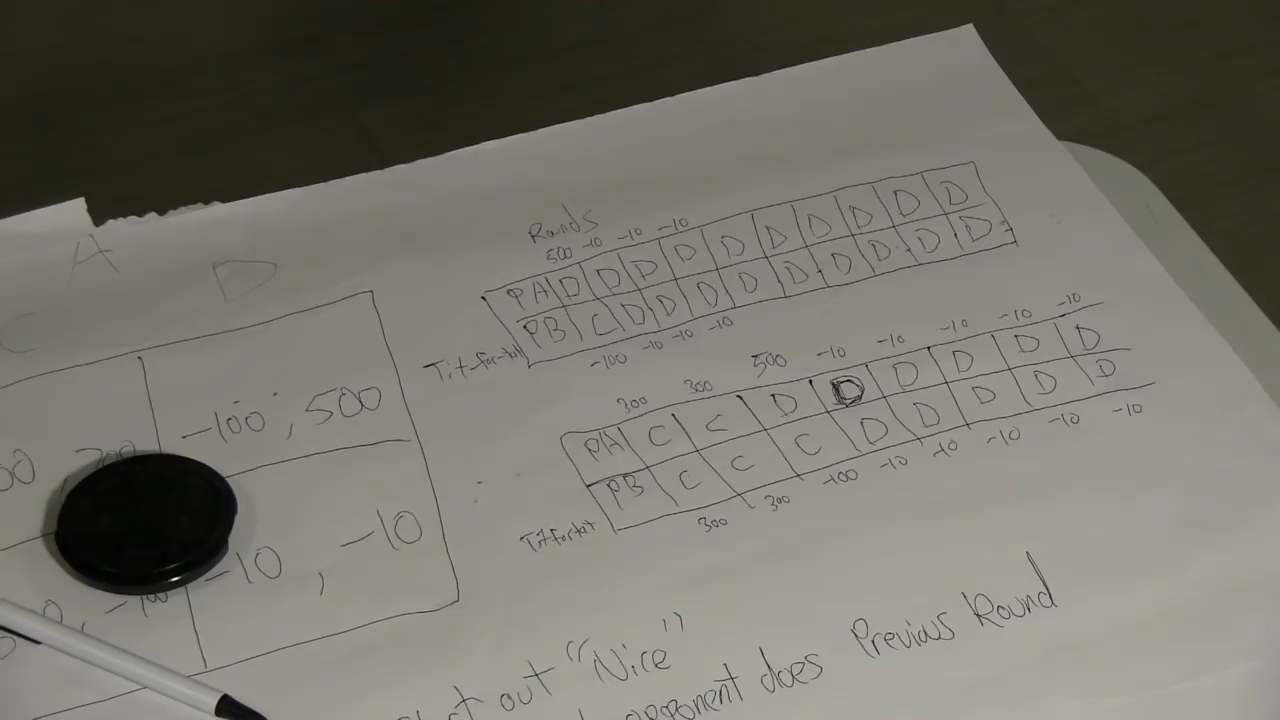 A
C D
-100, 500
-10, -10
Rounds
500 -10 -10 -10
PA D D D D D D D D D D
PB C D D D D D D D D D
Tit-for-tat
-100 -10 -10 -10
300 300 500 -10 -10 -10 -10 -10
PA C C D D D D D D
PB C C C D D D D D
Tit for tat
300 300 -100 -10 -10 -10 -10 -10
out "Nice"
opponent does Previous Round